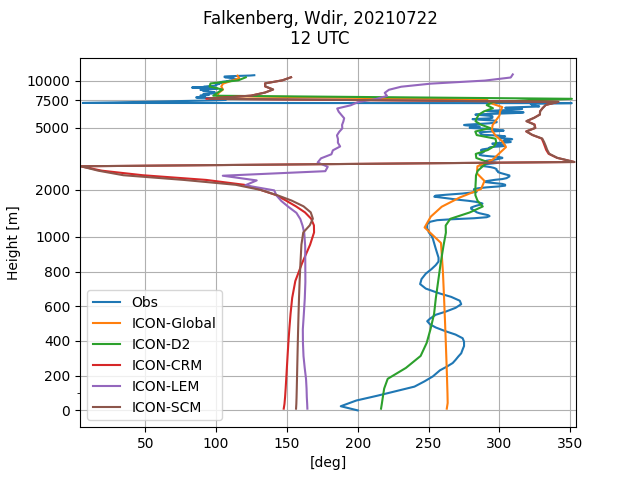 Falkenberg, Wdir, 20210722
12 UTC
Height [m]
10000
7500
5000
2000
1000
800
600
400
200
0
Obs
ICON-Global
ICON-D2
ICON-CRM
ICON-LEM
ICON-SCM
50 100 150 200 250 300 350
[deg]